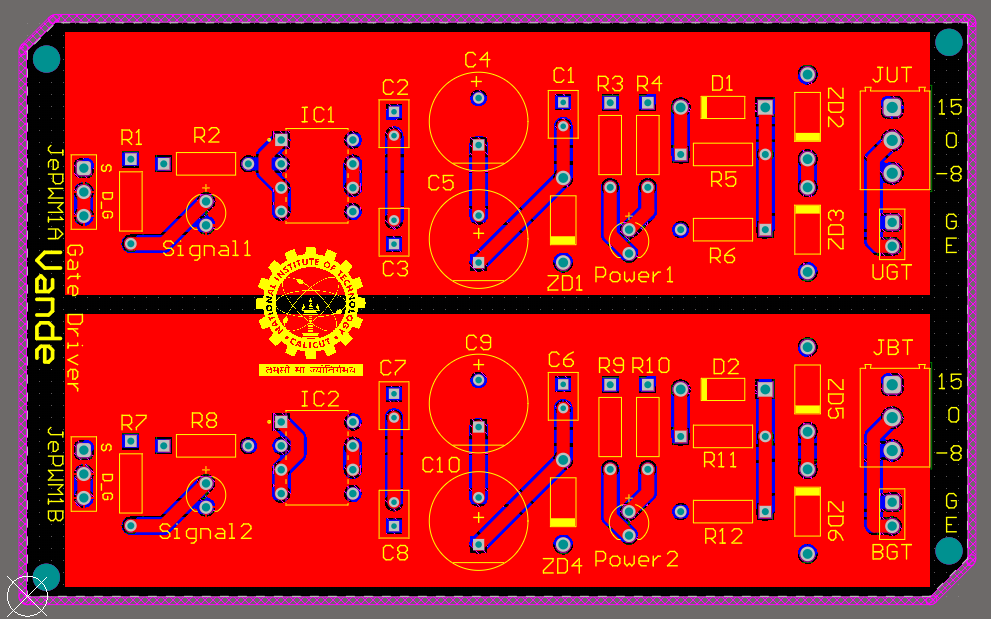 C4
C2
C1
R3
R4
D1
JUT
ZD2
15
IC1
R1
R2
0
S
D_G
R5
-8
C5
JePWM1A
ZD3
G
Signal1
R6
E
C3
Power1
ZD1
UGT
Vande
Gate Driver
NATIONAL INSTITUTE OF TECHNOLOGY
CALICUT
तमसो मा ज्योतिर्गमय
C9
C7
C6
R9
R10
D2
JBT
ZD5
15
IC2
R7
R8
0
S
D_G
R11
-8
C10
JePWM1B
ZD6
G
Signal2
R12
E
C8
Power2
ZD4
BGT